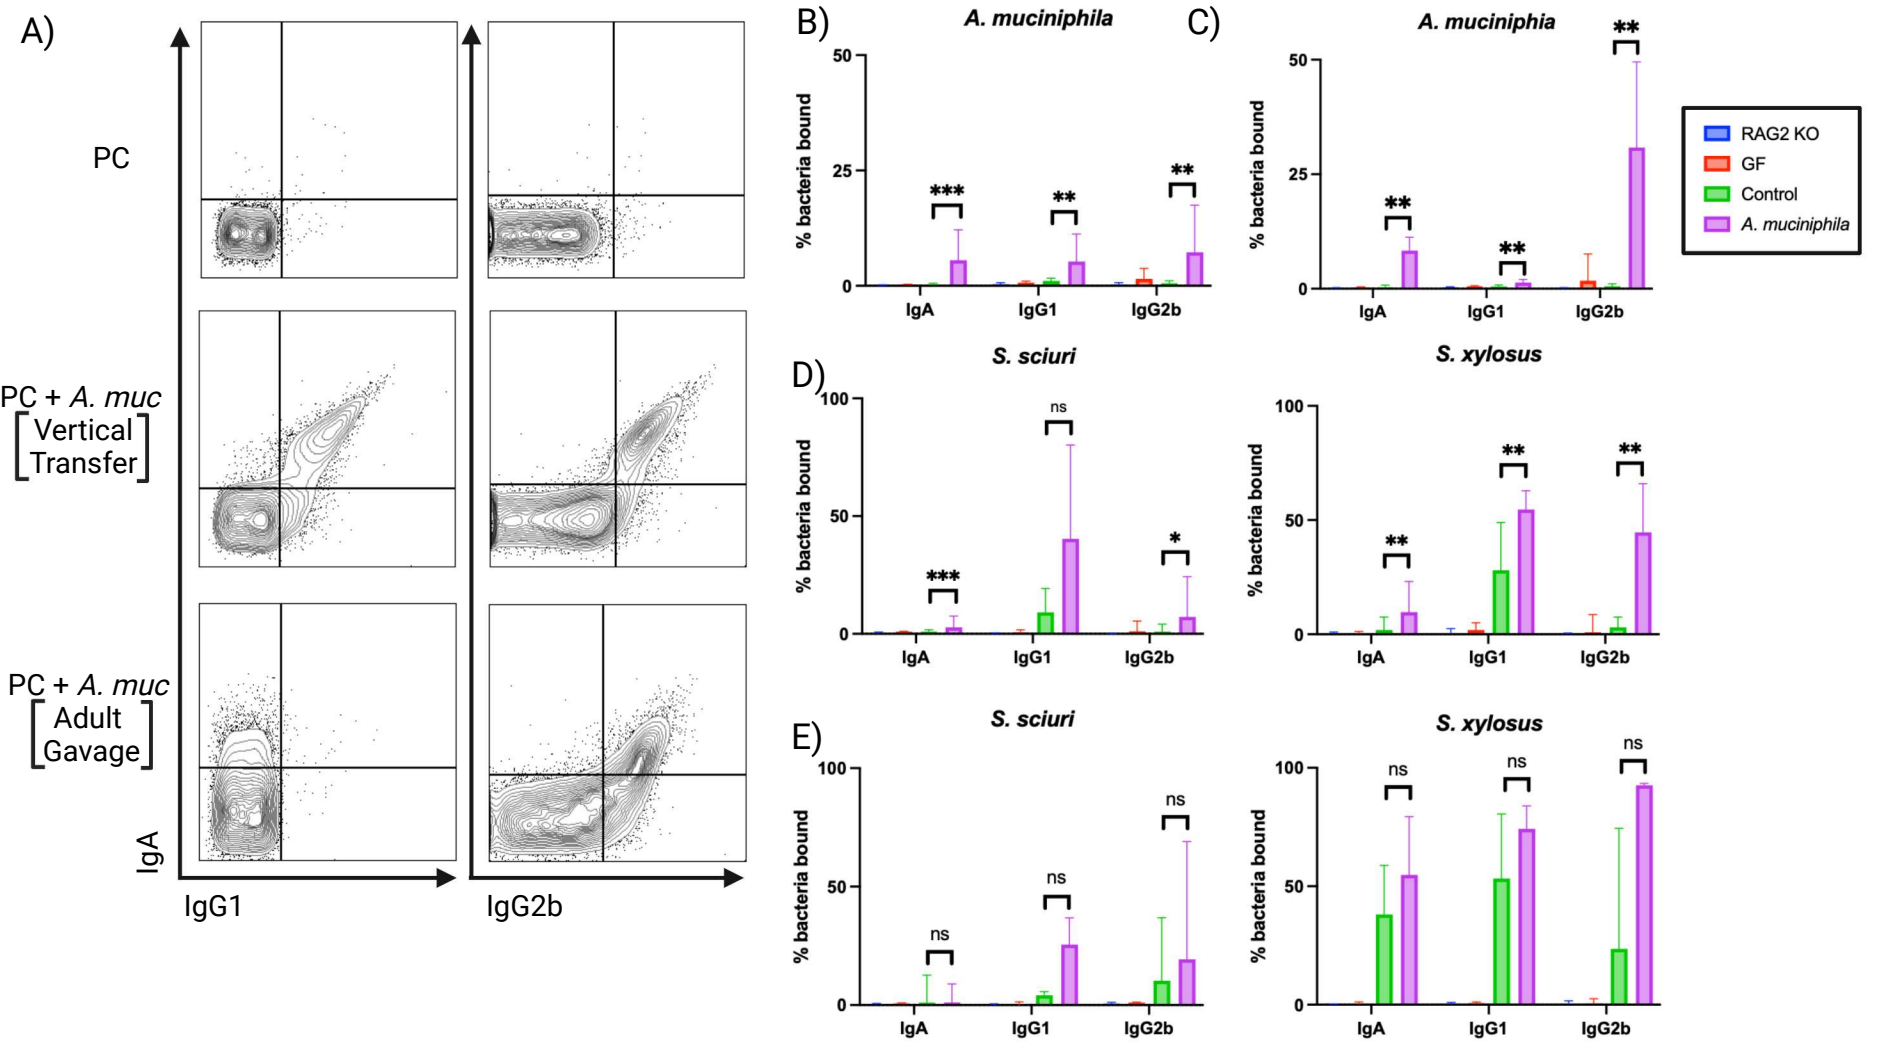 A)
PC
PC + A. muc
Vertical
Transfer
PC + A. muc
Adult
Gavage
IgA
IgG1
IgG2b
B)
A. muciniphila
% bacteria bound
50
25
0
***
**
**
IgA
IgG1
IgG2b
C)
A. muciniphia
% bacteria bound
50
25
0
**
**
**
IgA
IgG1
IgG2b
RAG2 KO
GF
Control
A. muciniphila
D)
S. sciuri
% bacteria bound
100
50
0
***
ns
*
IgA
IgG1
IgG2b
S. xylosus
% bacteria bound
100
50
0
**
**
**
IgA
IgG1
IgG2b
E)
S. sciuri
% bacteria bound
100
50
0
ns
ns
ns
IgA
IgG1
IgG2b
S. xylosus
% bacteria bound
100
50
0
ns
ns
ns
IgA
IgG1
IgG2b